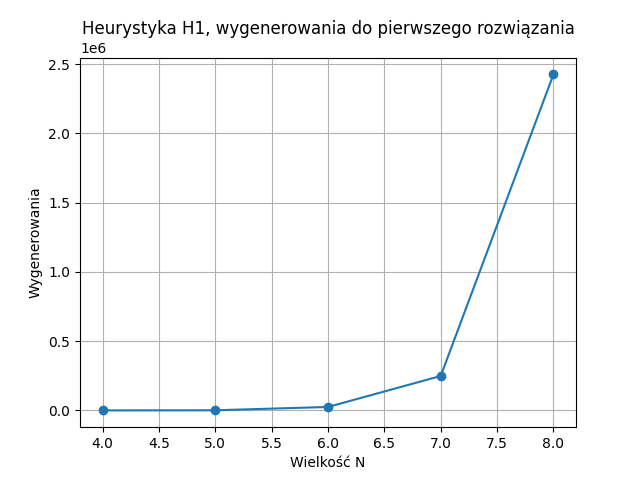 Heurystyka H1, wygenerowania do pierwszego rozwiązania
1e6
2.5
2.0
1.5
1.0
0.5
0.0
Wygenerowania
4.0 4.5 5.0 5.5 6.0 6.5 7.0 7.5 8.0
Wielkość N